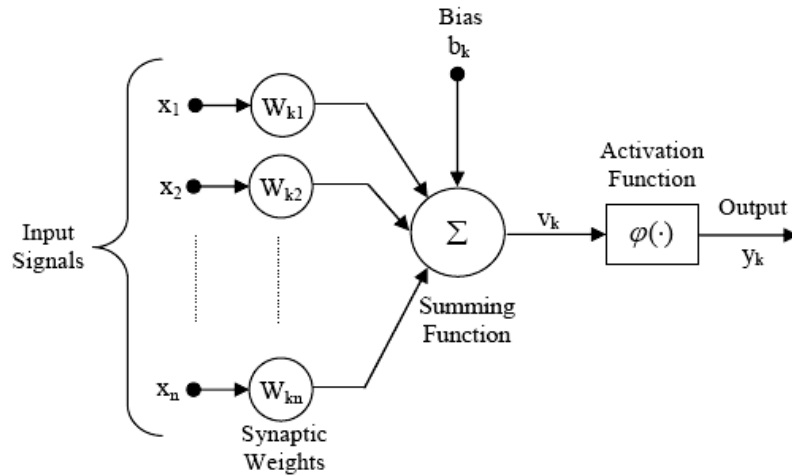 Bias
bₖ
x₁
Wₖ₁
x₂
Wₖ₂
Input
Signals
Σ
Summing
Function
vₖ
Activation
Function
φ(·)
Output
yₖ
xₙ
Wₖₙ
Synaptic
Weights